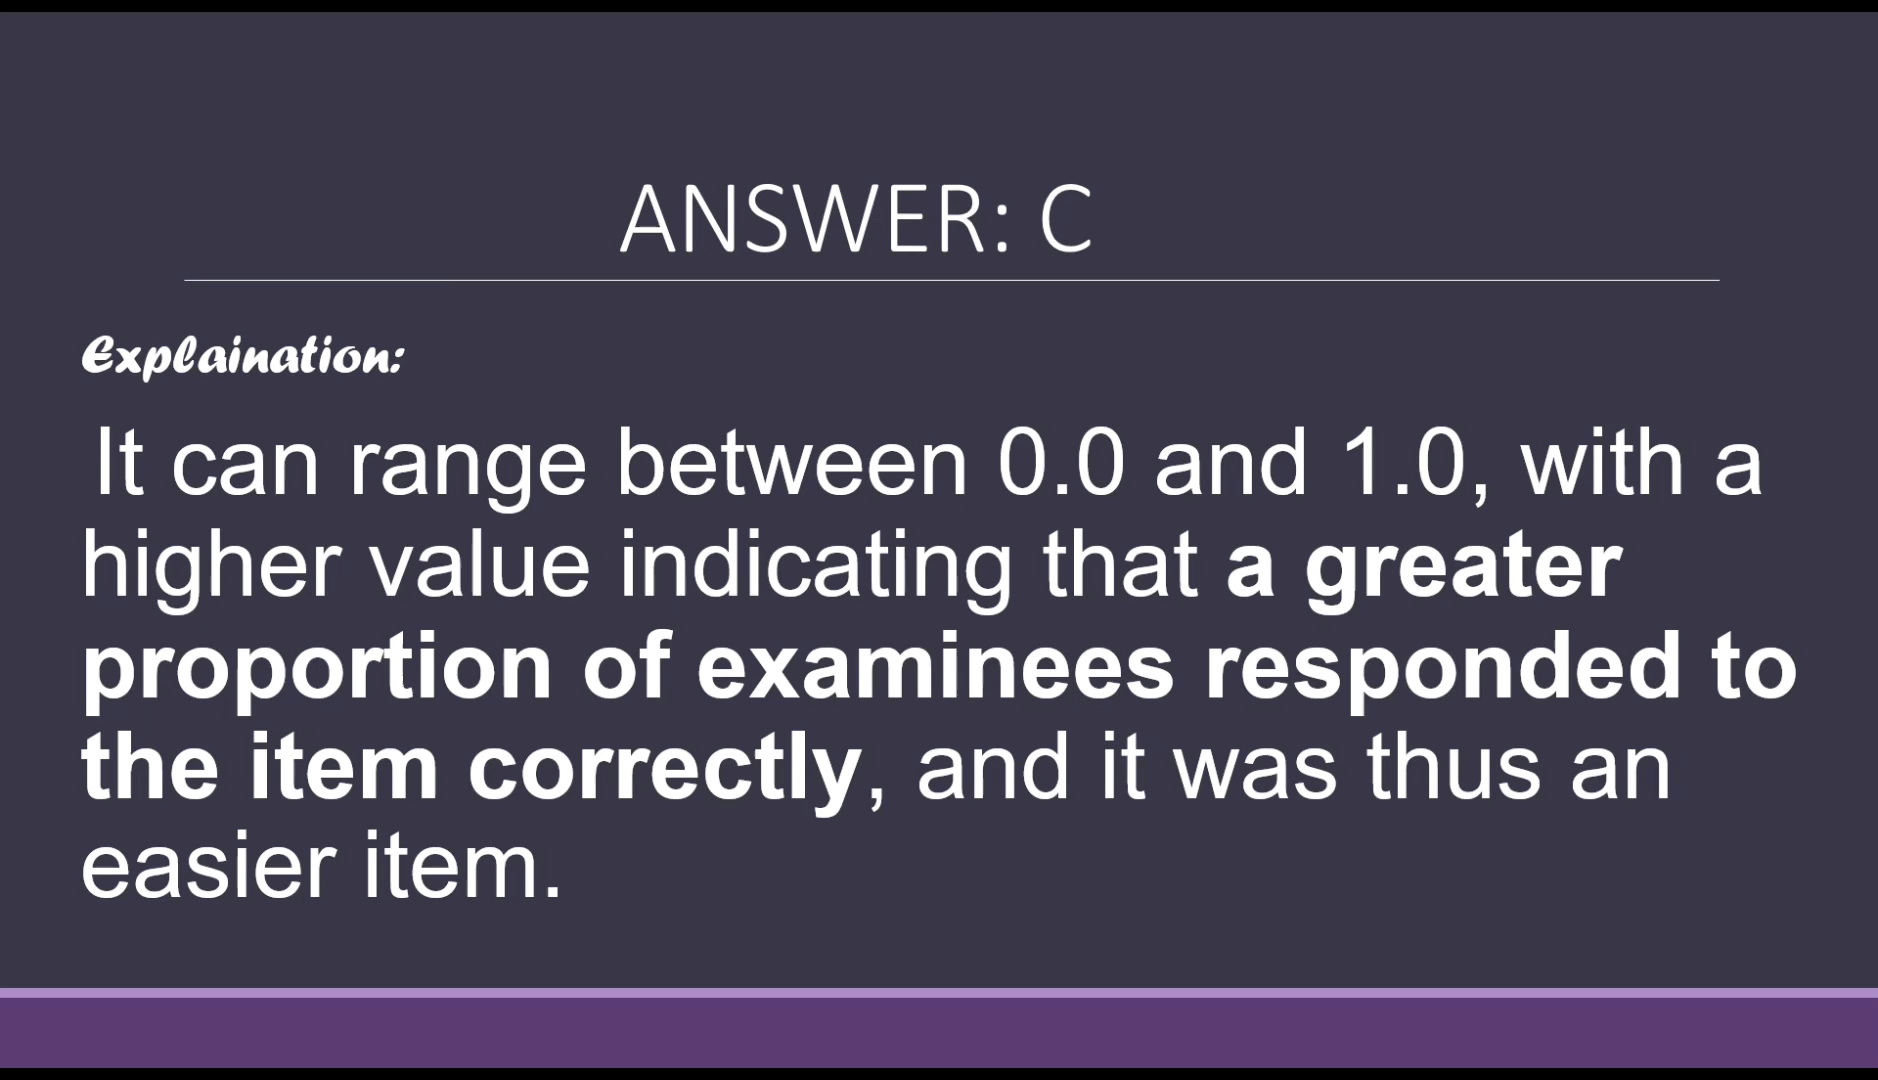 ANSWER: C
Explaination:
It can range between 0.0 and 1.0, with a
higher value indicating that a greater
proportion of examinees responded to
the item correctly, and it was thus an
easier item.